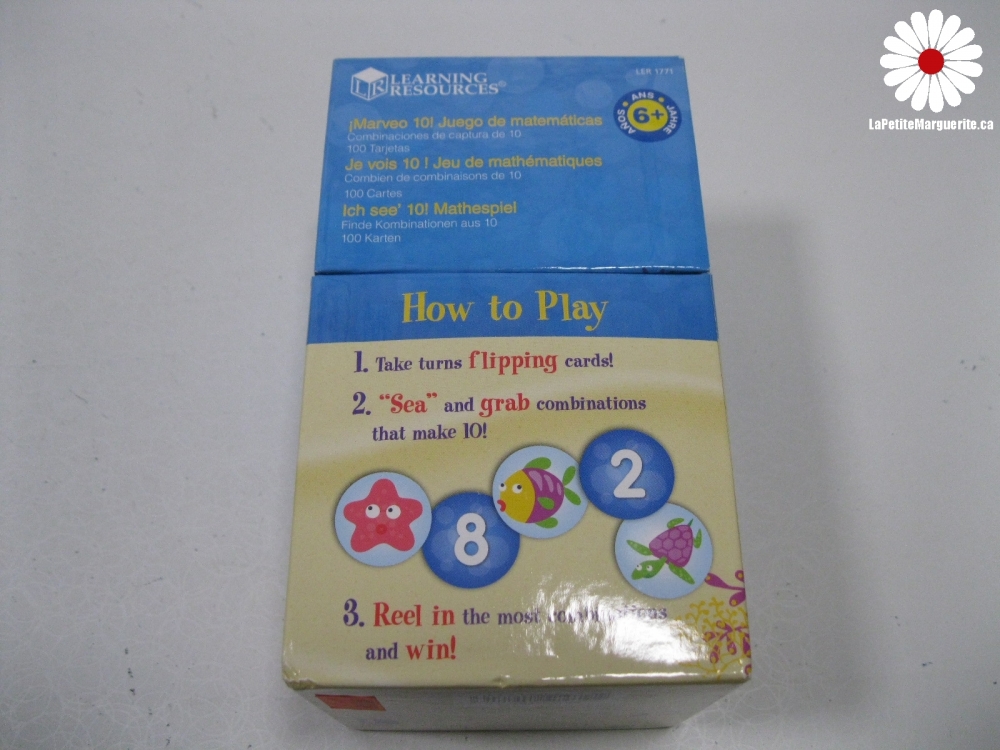 LaPetiteMarguerite.ca
LEARNING
RESOURCES®
LER 1771
AÑOS ANS JAHRE
6+
¡Marveo 10! Juego de matemáticas
Combinaciones de captura de 10
100 Tarjetas
Je vois 10 ! Jeu de mathématiques
Combien de combinaisons de 10
100 Cartes
Ich see' 10! Mathespiel
Finde Kombinationen aus 10
100 Karten
How to Play
1. Take turns flipping cards!
2. “Sea” and grab combinations
that make 10!
8
2
3. Reel in the most combinations
and win!